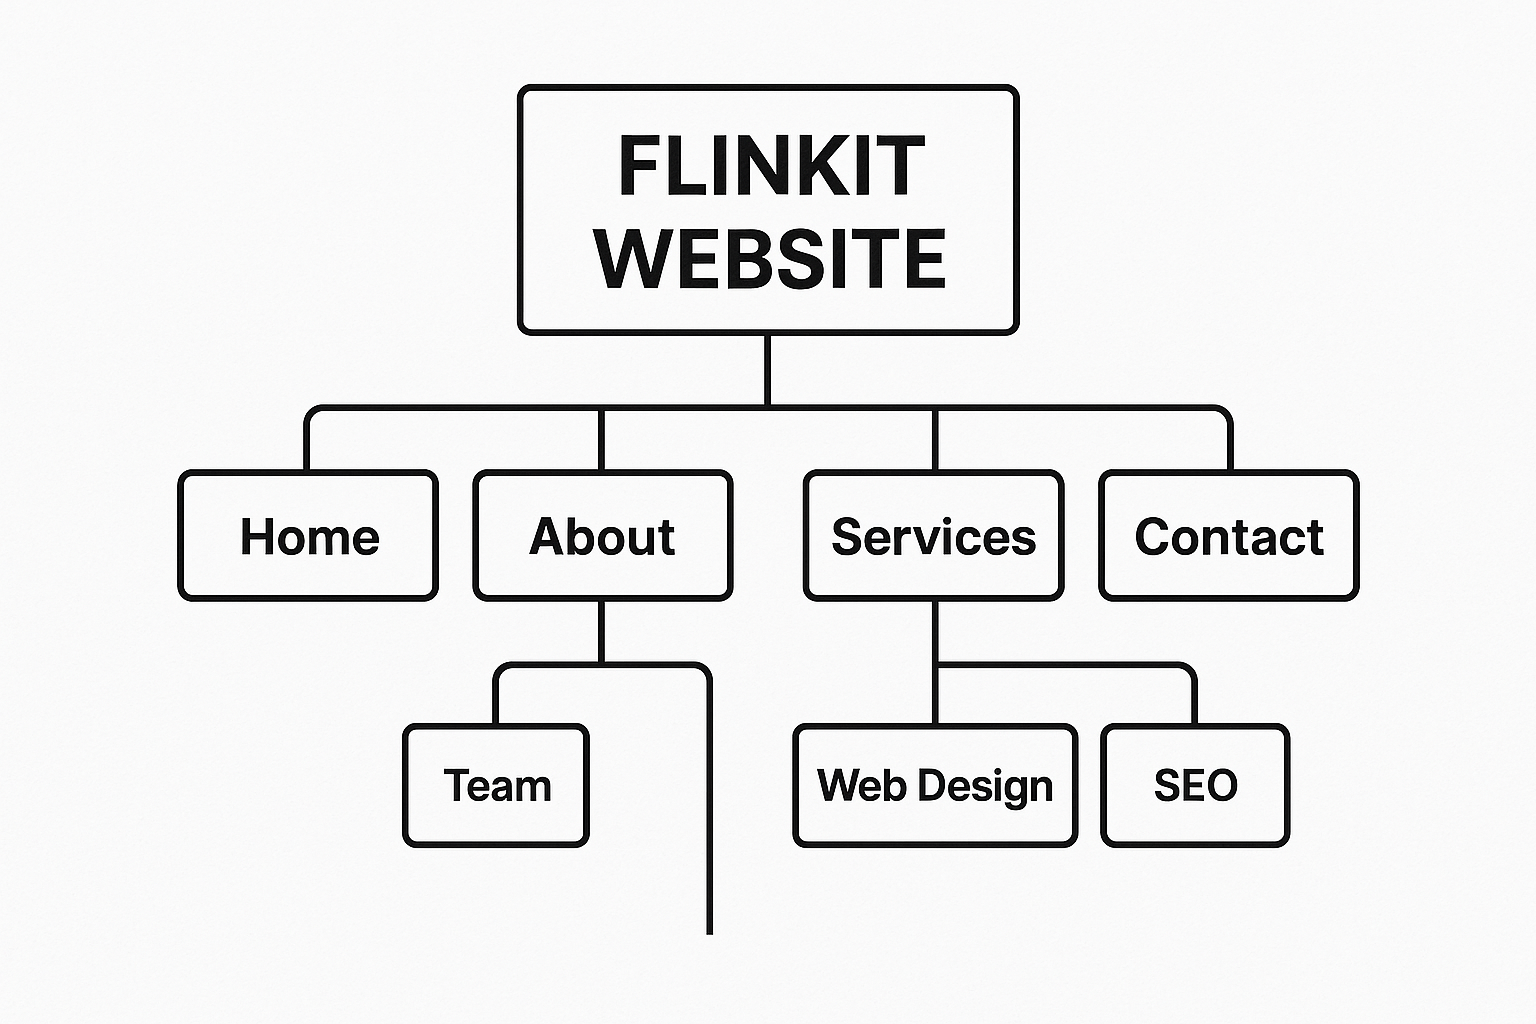 FLINKIT
WEBSITE
Home
About
Services
Contact
Team
Web Design
SEO